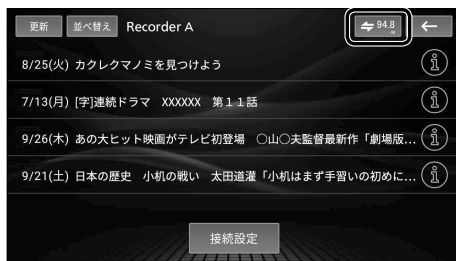 更新 並べ替え Recorder A 94.8
8/25(火) カクレクマノミを見つけよう
7/13(月) [字]連続ドラマ XXXXXX 第１１話
9/26(木) あの大ヒット映画がテレビ初登場 〇山〇夫監督最新作「劇場版...
9/21(土) 日本の歴史 小机の戦い 太田道灌「小机はまず手習いの初めに...
接続設定